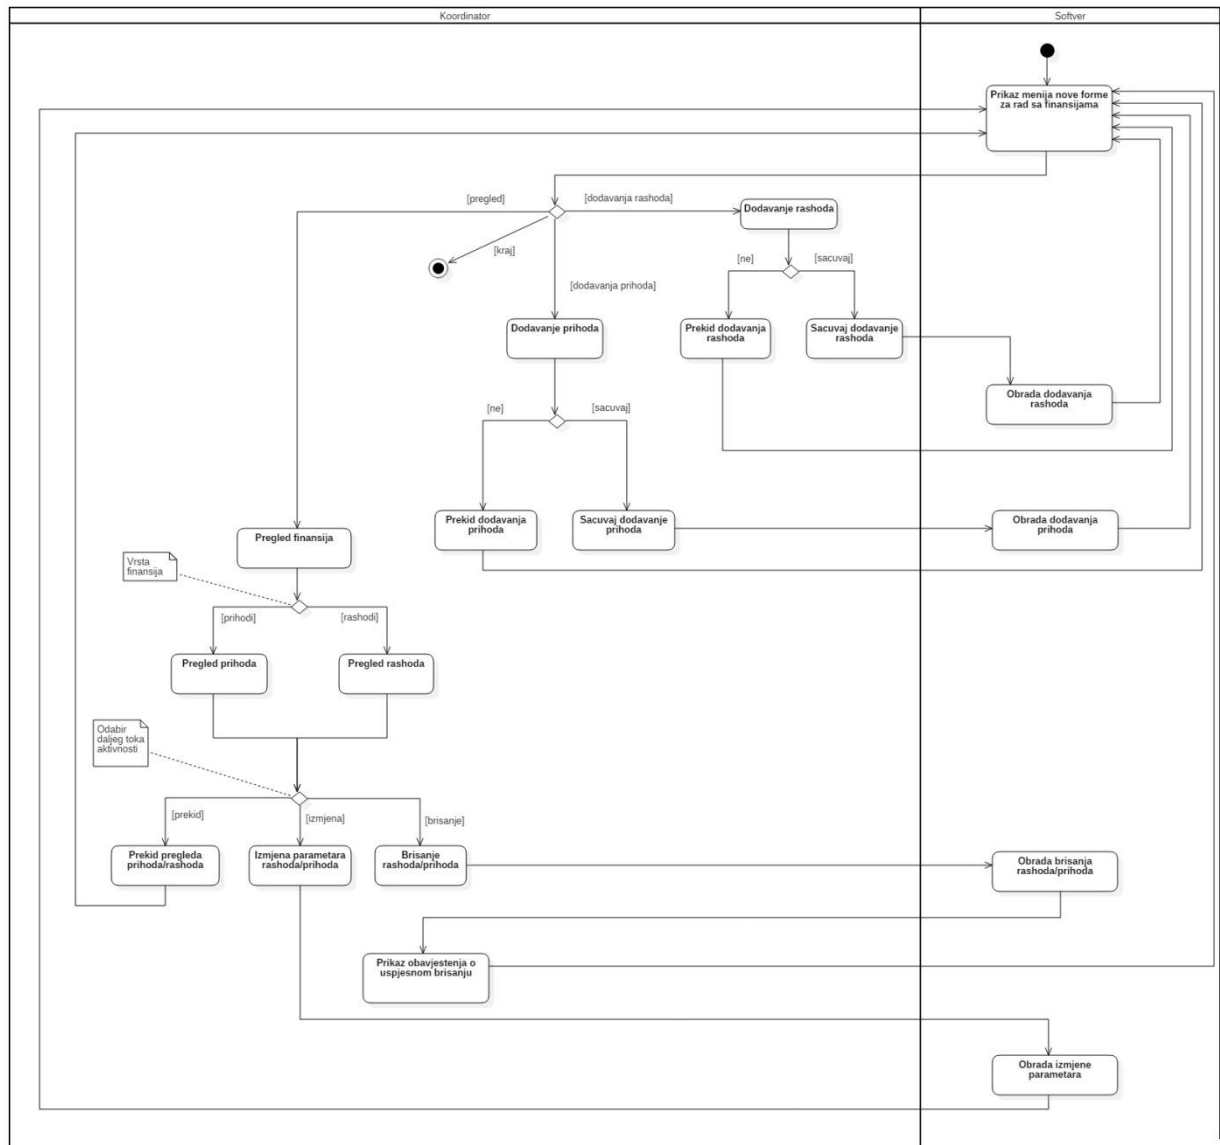 Koordinator
Softver
Prikaz menija nove forme
za rad sa finansijama
[pregled]
[dodavanja rashoda]
Dodavanje rashoda
[kraj]
[ne]
[sacuvaj]
[dodavanja prihoda]
Dodavanje prihoda
Prekid dodavanja
rashoda
Sacuvaj dodavanje
rashoda
Obrada dodavanja
rashoda
[ne]
[sacuvaj]
Prekid dodavanja
prihoda
Sacuvaj dodavanje
prihoda
Obrada dodavanja
prihoda
Pregled finansija
Vrsta
finansija
[prihodi]
[rashodi]
Pregled prihoda
Pregled rashoda
Odabir
daljeg toka
aktivnosti
[prekid]
[izmjena]
[brisanje]
Prekid pregleda
prihoda/rashoda
Izmjena parametara
rashoda/prihoda
Brisanje
rashoda/prihoda
Obrada brisanja
rashoda/prihoda
Prikaz obavjestenja o
uspjesnom brisanju
Obrada izmjene
parametara